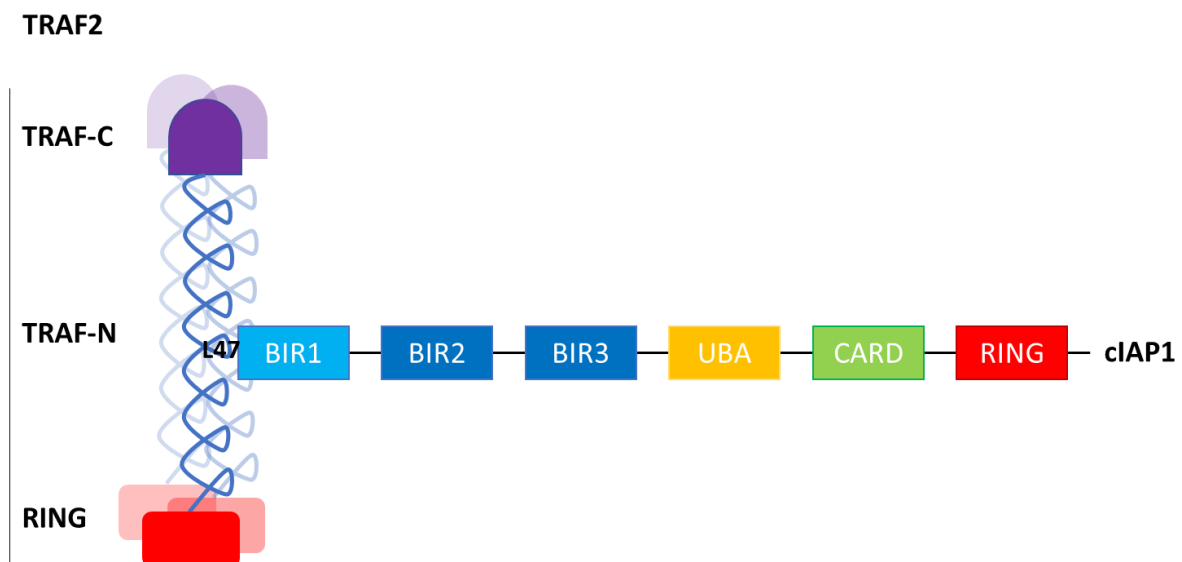 TRAF2
TRAF-C
TRAF-N
L47 BIR1 BIR2 BIR3 UBA CARD RING cIAP1
RING